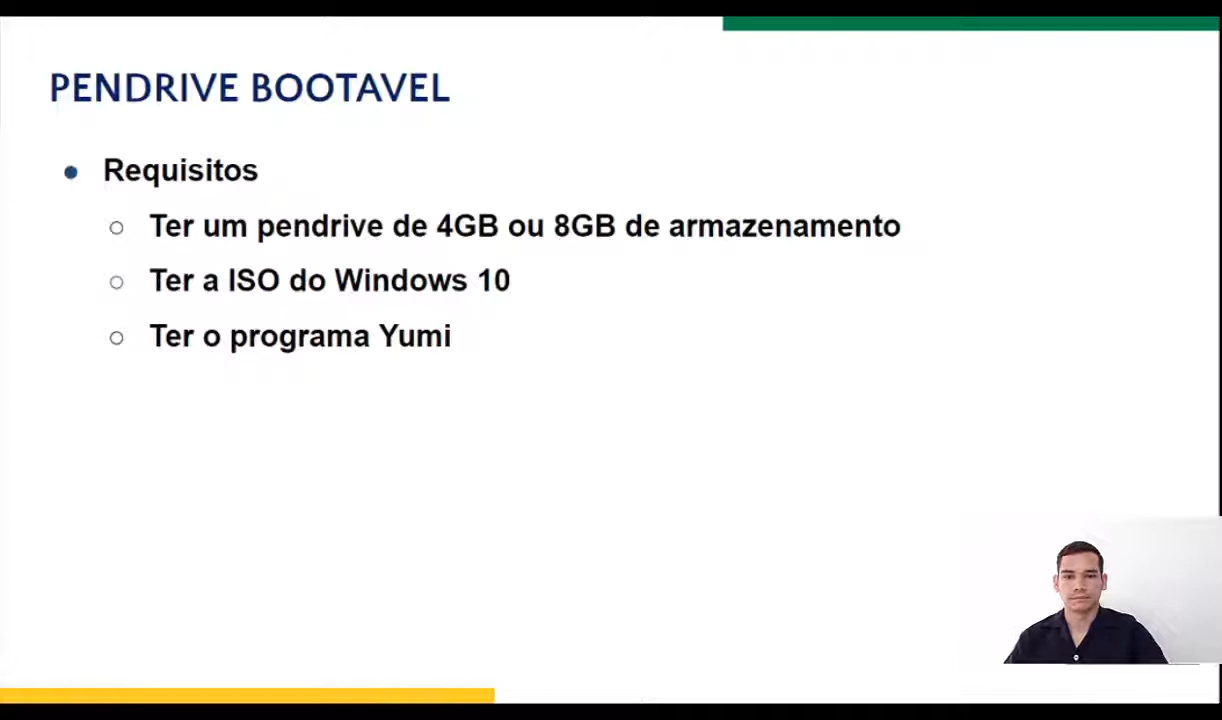 PENDRIVE BOOTAVEL
Requisitos
Ter um pendrive de 4GB ou 8GB de armazenamento
Ter a ISO do Windows 10
Ter o programa Yumi